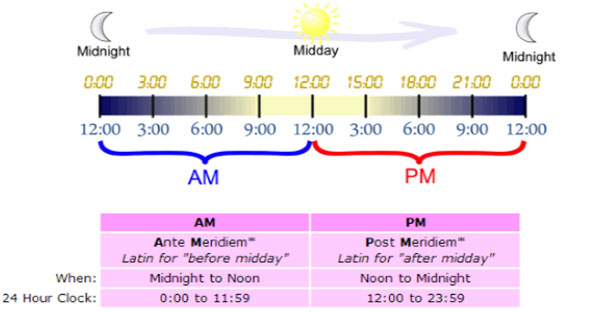 Midnight
Midday
Midnight
0:00 3:00 6:00 9:00 12:00 15:00 18:00 21:00 0:00
12:00 3:00 6:00 9:00 12:00 3:00 6:00 9:00 12:00
AM PM
AM PM
Ante Meridiem* Post Meridiem*
Latin for "before midday" Latin for "after midday"
When: Midnight to Noon Noon to Midnight
24 Hour Clock: 0:00 to 11:59 12:00 to 23:59